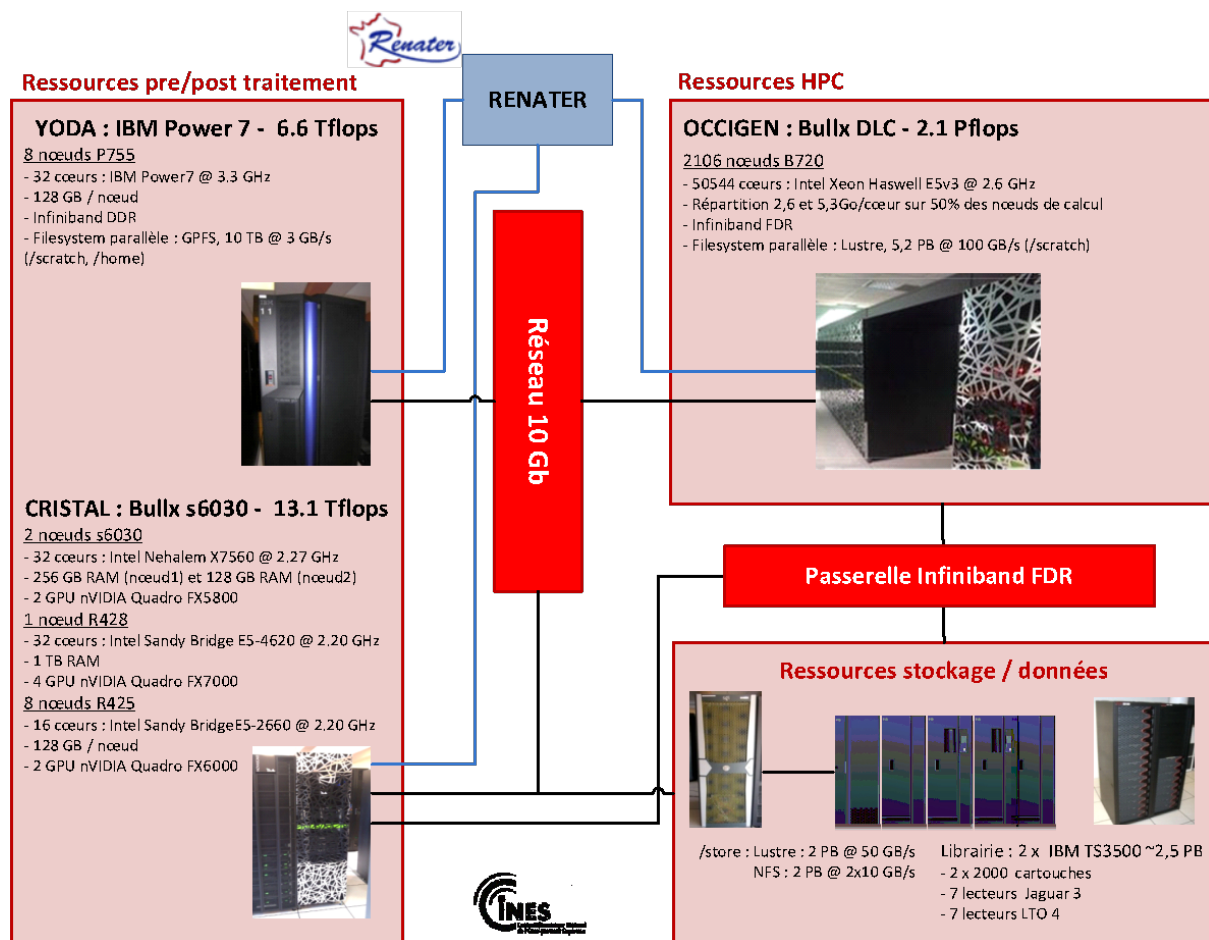 Renater
RENATER
Ressources pre/post traitement
YODA : IBM Power 7 - 6.6 Tflops
8 nœuds P755
- 32 cœurs : IBM Power7 @ 3.3 GHz
- 128 GB / nœud
- Infiniband DDR
- Filesystem parallèle : GPFS, 10 TB @ 3 GB/s
(/scratch, /home)
CRISTAL : Bullx s6030 - 13.1 Tflops
2 nœuds s6030
- 32 cœurs : Intel Nehalem X7560 @ 2.27 GHz
- 256 GB RAM (nœud1) et 128 GB RAM (nœud2)
- 2 GPU nVIDIA Quadro FX5800
1 nœud R428
- 32 cœurs : Intel Sandy Bridge E5-4620 @ 2,20 GHz
- 1 TB RAM
- 4 GPU nVIDIA Quadro FX7000
8 nœuds R425
- 16 cœurs : Intel Sandy BridgeE5-2660 @ 2,20 GHz
- 128 GB / nœud
- 2 GPU nVIDIA Quadro FX6000
Réseau 10 Gb
Ressources HPC
OCCIGEN : Bullx DLC - 2.1 Pflops
2106 nœuds B720
- 50544 cœurs : Intel Xeon Haswell E5v3 @ 2.6 GHz
- Répartition 2,6 et 5,3Go/cœur sur 50% des nœuds de calcul
- Infiniband FDR
- Filesystem parallèle : Lustre, 5,2 PB @ 100 GB/s (/scratch)
Passerelle Infiniband FDR
Ressources stockage / données
/store : Lustre : 2 PB @ 50 GB/s
NFS : 2 PB @ 2x10 GB/s
Librairie : 2 x IBM TS3500 ~2,5 PB
- 2 x 2000 cartouches
- 7 lecteurs Jaguar 3
- 7 lecteurs LTO 4
CINES